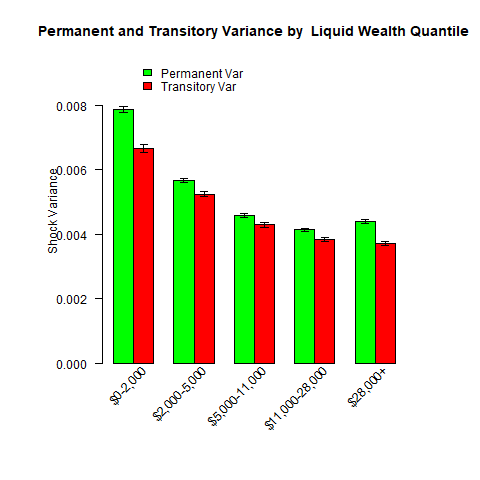 Permanent and Transitory Variance by  Liquid Wealth Quantile
Permanent Var
Transitory Var
Shock Variance
0.008
0.006
0.004
0.002
0.000
$0-2,000
$2,000-5,000
$5,000-11,000
$11,000-28,000
$28,000+